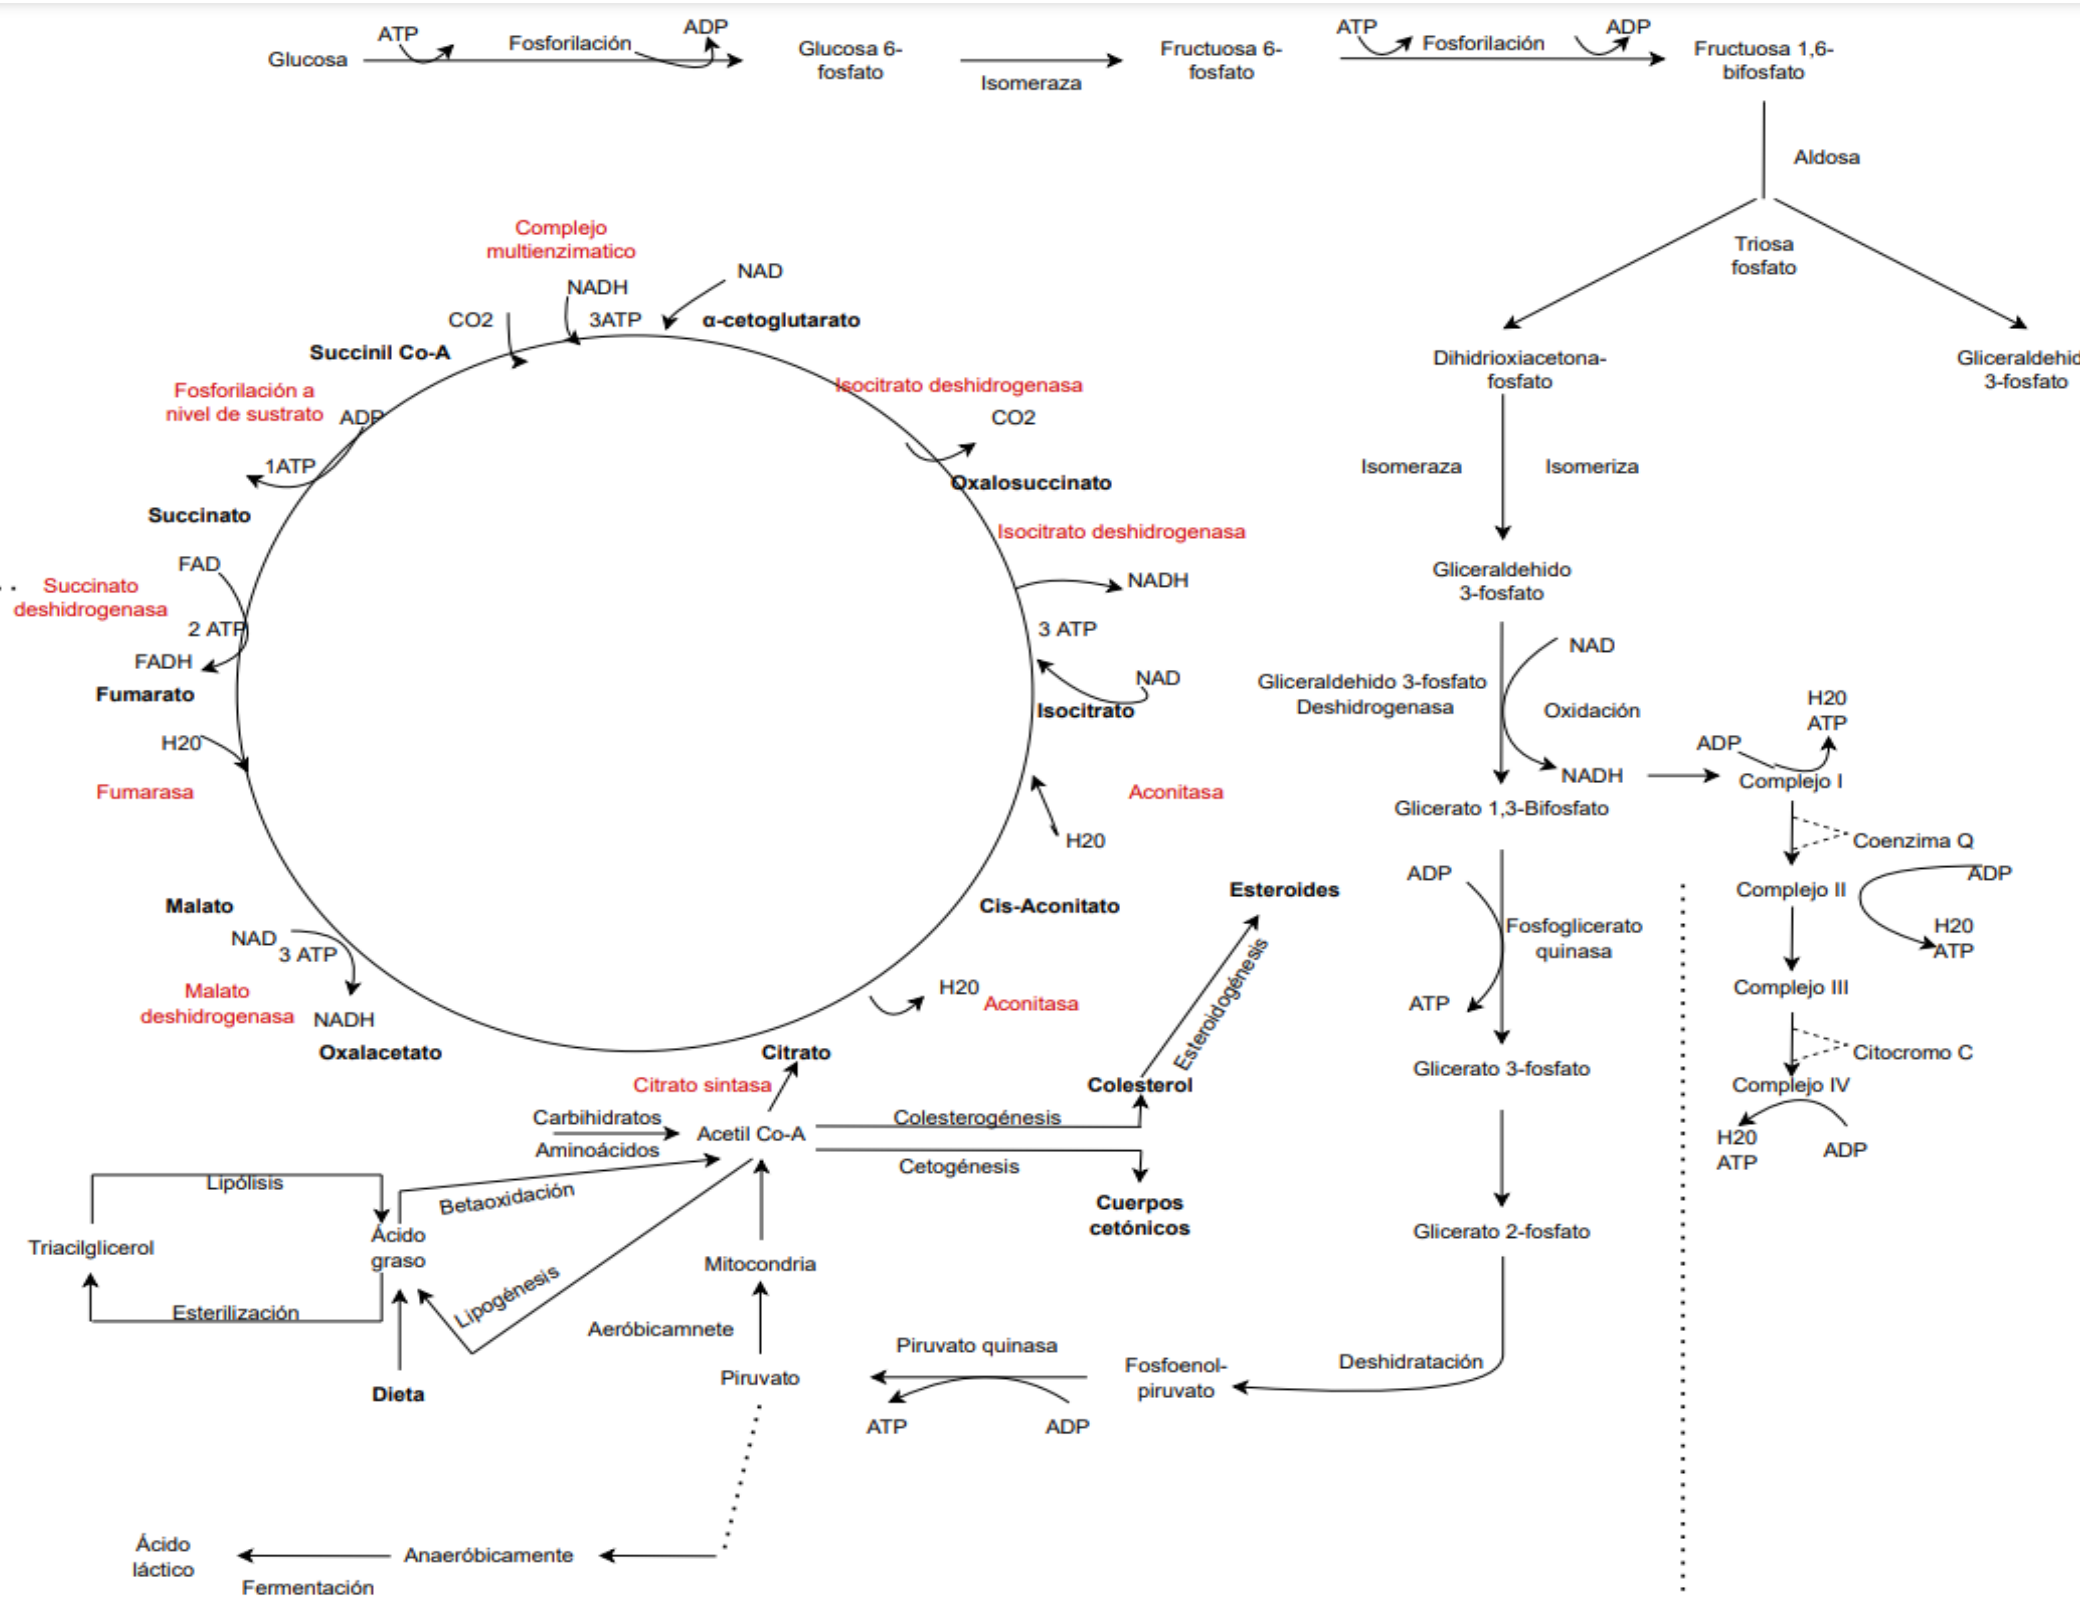 ATP
Fosforilación
ADP
Glucosa
Glucosa 6-
fosfato
Isomeraza
Fructuosa 6-
fosfato
ATP
Fosforilación
ADP
Fructuosa 1,6-
bifosfato
Aldosa
Triosa
fosfato
Dihidrioxiacetona-
fosfato
Gliceraldehid
3-fosfato
Isomeraza
Isomeriza
Gliceraldehido
3-fosfato
NAD
Gliceraldehido 3-fosfato
Deshidrogenasa
Oxidación
NADH
Glicerato 1,3-Bifosfato
ADP
Fosfoglicerato
quinasa
ATP
Glicerato 3-fosfato
Glicerato 2-fosfato
Deshidratación
Fosfoenol-
piruvato
Piruvato quinasa
ATP
ADP
Piruvato
Aeróbicamnete
Mitocondria
Anaeróbicamente
Fermentación
Ácido
láctico
H20
ATP
ADP
Complejo I
Coenzima Q
Complejo II
ADP
H20
ATP
Complejo III
Citocromo C
Complejo IV
H20
ATP
ADP
Complejo
multienzimatico
NADH
NAD
CO2
3ATP
α-cetoglutarato
Succinil Co-A
Isocitrato deshidrogenasa
CO2
Fosforilación a
nivel de sustrato
ADP
1ATP
Oxalosuccinato
Isocitrato deshidrogenasa
Succinato
FAD
Succinato
deshidrogenasa
2 ATP
FADH
Fumarato
NADH
3 ATP
NAD
Isocitrato
H20
Fumarasa
Aconitasa
H20
Malato
NAD
3 ATP
Malato
deshidrogenasa
NADH
Oxalacetato
Cis-Aconitato
H20
Aconitasa
Citrato
Citrato sintasa
Carbihidratos
Acetil Co-A
Aminoácidos
Colesterogénesis
Colesterol
Esteroidogénesis
Esteroides
Cetogénesis
Cuerpos
cetónicos
Lipólisis
Betaoxidación
Triacilglicerol
Ácido
graso
Esterilización
Lipogénesis
Dieta